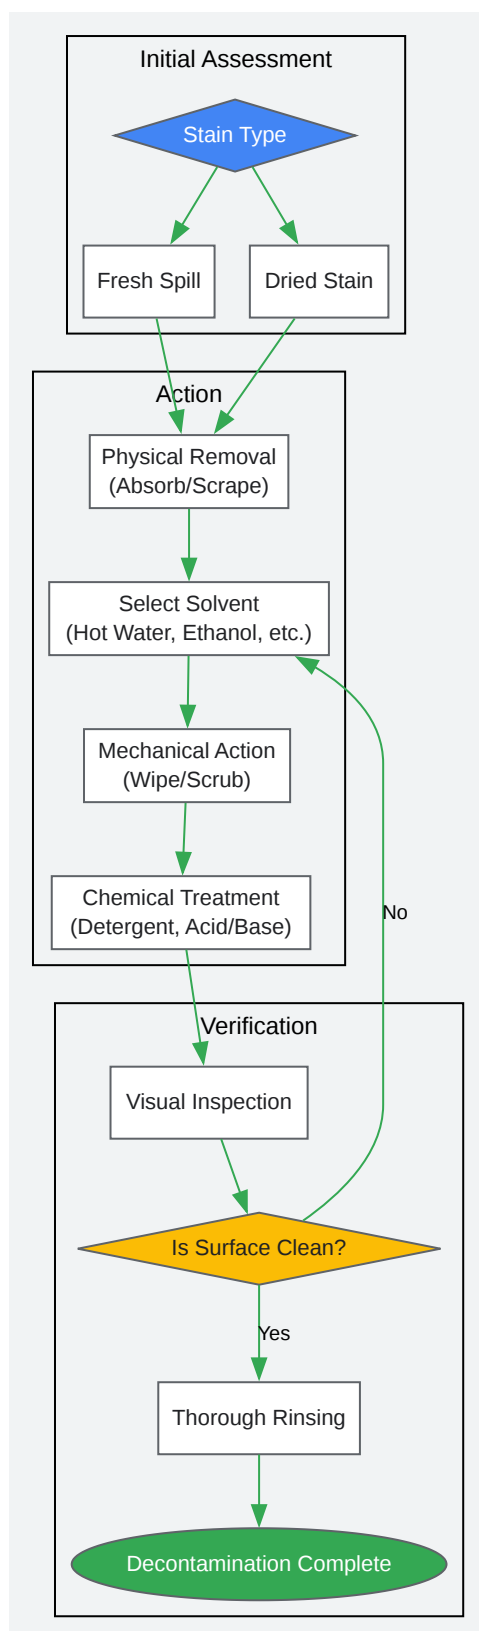 Initial Assessment
Stain Type
Fresh Spill
Dried Stain
Action
Physical Removal
(Absorb/Scrape)
Select Solvent
(Hot Water, Ethanol, etc.)
Mechanical Action
(Wipe/Scrub)
Chemical Treatment
(Detergent, Acid/Base)
No
Verification
Visual Inspection
Is Surface Clean?
Yes
Thorough Rinsing
Decontamination Complete